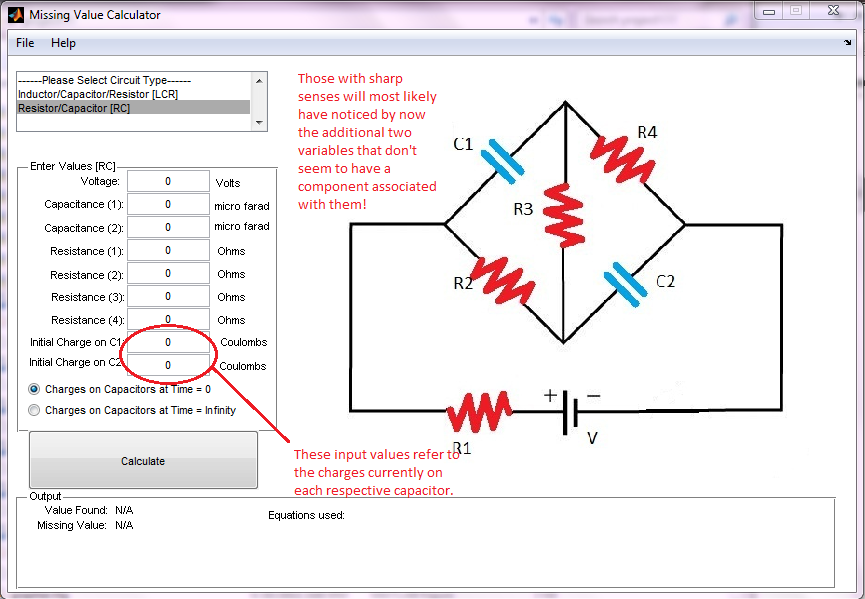 Missing Value Calculator
File Help
------Please Select Circuit Type------
Inductor/Capacitor/Resistor [LCR]
Resistor/Capacitor [RC]
Those with sharp
senses will most likely
have noticed by now
the additional two
variables that don't
seem to have a
component associated
with them!
Enter Values [RC]
Voltage: 0 Volts
Capacitance (1): 0 micro farad
Capacitance (2): 0 micro farad
Resistance (1): 0 Ohms
Resistance (2): 0 Ohms
Resistance (3): 0 Ohms
Resistance (4): 0 Ohms
Initial Charge on C1: 0 Coulombs
Initial Charge on C2 0 Coulombs
Charges on Capacitors at Time = 0
Charges on Capacitors at Time = Infinity
Calculate
C1
R4
R3
R2
C2
+ −
R1
V
These input values refer to
the charges currently on
each respective capacitor.
Output
Value Found: N/A
Missing Value: N/A
Equations used: